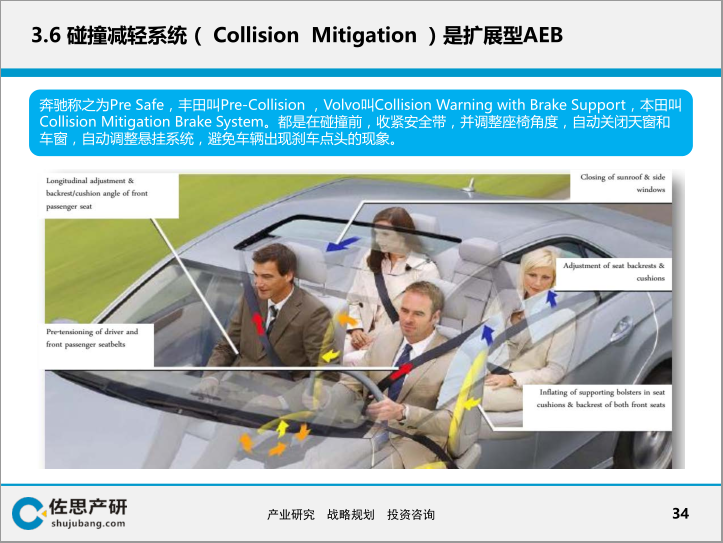 3.6 碰撞减轻系统（ Collision Mitigation ）是扩展型AEB
奔驰称之为Pre Safe，丰田叫Pre-Collision ，Volvo叫Collision Warning with Brake Support，本田叫
Collision Mitigation Brake System。都是在碰撞前，收紧安全带，并调整座椅角度，自动关闭天窗和
车窗，自动调整悬挂系统，避免车辆出现刹车点头的现象。
Longitudinal adjustment &
backrest/cushion angle of front
passenger seat
Closing of sunroof & side
windows
Adjustment of seat backrests &
cushions
Pre-tensioning of driver and
front passenger seatbelts
Inflating of supporting bolsters in seat
cushions & backrest of both front seats
佐思产研
shujubang.com
产业研究 战略规划 投资咨询
34